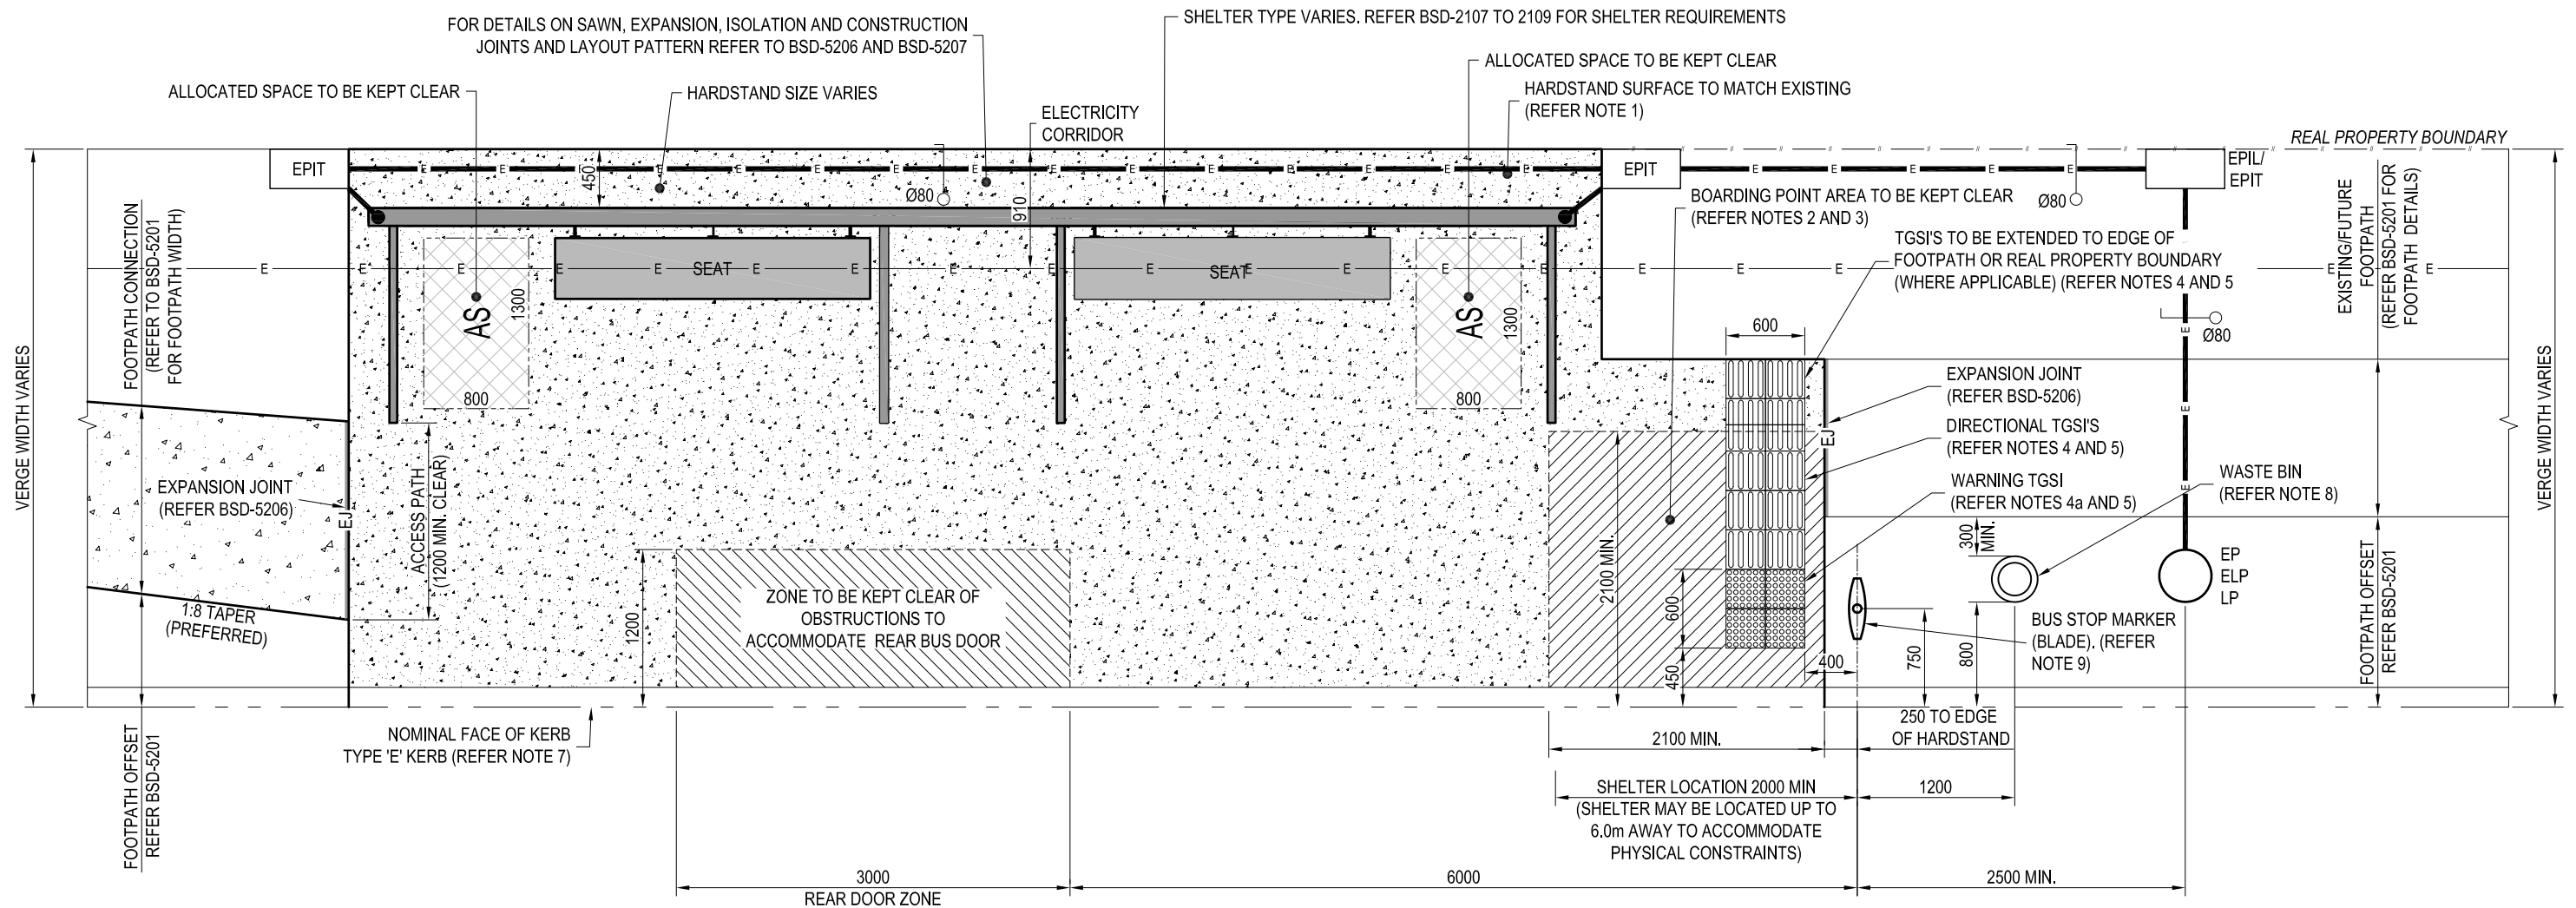 FOR DETAILS ON SAWN, EXPANSION, ISOLATION AND CONSTRUCTION
JOINTS AND LAYOUT PATTERN REFER TO BSD-5206 AND BSD-5207
SHELTER TYPE VARIES. REFER BSD-2107 TO 2109 FOR SHELTER REQUIREMENTS
ALLOCATED SPACE TO BE KEPT CLEAR
HARDSTAND SIZE VARIES
ELECTRICITY
CORRIDOR
ALLOCATED SPACE TO BE KEPT CLEAR
HARDSTAND SURFACE TO MATCH EXISTING
(REFER NOTE 1)
REAL PROPERTY BOUNDARY
EPIT
450
Ø80
910
EPIT
EPIL/
EPIT
Ø80
Ø80
BOARDING POINT AREA TO BE KEPT CLEAR
(REFER NOTES 2 AND 3)
TGSI'S TO BE EXTENDED TO EDGE OF
FOOTPATH OR REAL PROPERTY BOUNDARY
(WHERE APPLICABLE) (REFER NOTES 4 AND 5
EXISTING/FUTURE
FOOTPATH
(REFER BSD-5201 FOR
FOOTPATH DETAILS)
VERGE WIDTH VARIES
FOOTPATH CONNECTION
(REFER TO BSD-5201
FOR FOOTPATH WIDTH)
E E E E E E E E E E E E E E E E
SEAT
SEAT
AS
1300
800
AS
1300
800
600
EXPANSION JOINT
(REFER BSD-5206)
EJ
DIRECTIONAL TGSI'S
(REFER NOTES 4 AND 5)
WARNING TGSI
(REFER NOTES 4a AND 5)
WASTE BIN
(REFER NOTE 8)
VERGE WIDTH VARIES
EXPANSION JOINT
(REFER BSD-5206)
EJ
ACCESS PATH
(1200 MIN. CLEAR)
1:8 TAPER
(PREFERRED)
1200
ZONE TO BE KEPT CLEAR OF
OBSTRUCTIONS TO
ACCOMMODATE REAR BUS DOOR
2100 MIN.
600
450
400
750
800
300
MIN.
EP
ELP
LP
BUS STOP MARKER
(BLADE). (REFER
NOTE 9)
FOOTPATH OFFSET
REFER BSD-5201
FOOTPATH OFFSET
REFER BSD-5201
NOMINAL FACE OF KERB
TYPE 'E' KERB (REFER NOTE 7)
2100 MIN.
250 TO EDGE
OF HARDSTAND
SHELTER LOCATION 2000 MIN
(SHELTER MAY BE LOCATED UP TO
6.0m AWAY TO ACCOMMODATE
PHYSICAL CONSTRAINTS)
1200
3000
REAR DOOR ZONE
6000
2500 MIN.